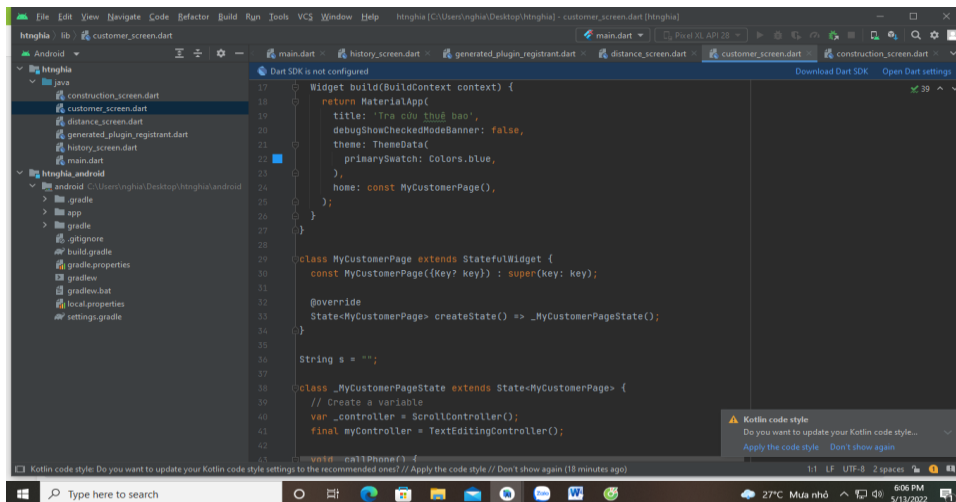 File Edit View Navigate Code Refactor Build Run Tools VCS Window Help htnghia [C:\Users\nghia\Desktop\htnghia] - customer_screen.dart [htnghia]
htnghia lib customer_screen.dart main.dart Pixel XL API 28
Android main.dart history_screen.dart generated_plugin_registrant.dart distance_screen.dart customer_screen.dart construction_screen.dart
htnghia
java
construction_screen.dart
customer_screen.dart
distance_screen.dart
generated_plugin_registrant.dart
history_screen.dart
main.dart
htnghia_android
android C:\Users\nghia\Desktop\htnghia\android
.gradle
app
gradle
.gitignore
build.gradle
gradle.properties
gradlew
gradlew.bat
local.properties
settings.gradle
Dart SDK is not configured Download Dart SDK Open Dart settings
39
17 Widget build(BuildContext context) {
18 return MaterialApp(
19 title: 'Tra cứu thuê bao',
20 debugShowCheckedModeBanner: false,
21 theme: ThemeData(
22 primarySwatch: Colors.blue,
23 ),
24 home: const MyCustomerPage(),
25 );
26 }
27 }
28
29 class MyCustomerPage extends StatefulWidget {
30 const MyCustomerPage({Key? key}) : super(key: key);
31
32 @override
33 State<MyCustomerPage> createState() => _MyCustomerPageState();
34 }
35
36 String s = "";
37
38 class _MyCustomerPageState extends State<MyCustomerPage> {
39 // Create a variable
40 var _controller = ScrollController();
41 final myController = TextEditingController();
42
43 void callPhone() {
Kotlin code style
Do you want to update your Kotlin code style...
Apply the code style Don't show again
Kotlin code style: Do you want to update your Kotlin code style settings to the recommended ones? // Apply the code style // Don't show again (18 minutes ago) 1:1 LF UTF-8 2 spaces
Type here to search Zalo W 27°C Mưa nhỏ 6:06 PM
5/13/2022